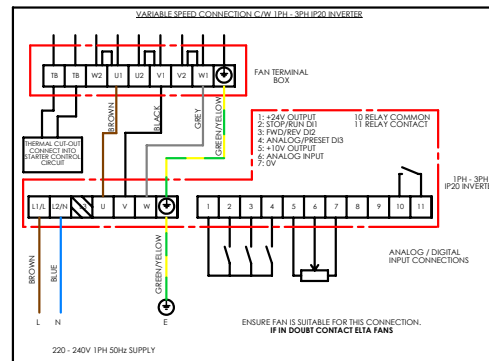 VARIABLE SPEED CONNECTION C/W 1PH - 3PH IP20 INVERTER
TB TB W2 U1 U2 V1 V2 W1
FAN TERMINAL
BOX
BROWN
BLACK
GREY
GREEN/YELLOW
THERMAL CUT-OUT
CONNECT INTO
STARTER CONTROL
CIRCUIT
1: +24V OUTPUT 10 RELAY COMMON
2: STOP/RUN DI1 11 RELAY CONTACT
3: FWD/REV DI2
4: ANALOG/PRESET DI3
5: +10V OUTPUT
6: ANALOG INPUT
7: 0V
1PH - 3PH
IP20 INVERTE
L1/L L2/N L3 U V W
1 2 3 4 5 6 7 8 9 10 11
BROWN
BLUE
GREEN/YELLOW
ANALOG / DIGITAL
INPUT CONNECTIONS
L N E
ENSURE FAN IS SUITABLE FOR THIS CONNECTION.
IF IN DOUBT CONTACT ELTA FANS
220 - 240V 1PH 50Hz SUPPLY